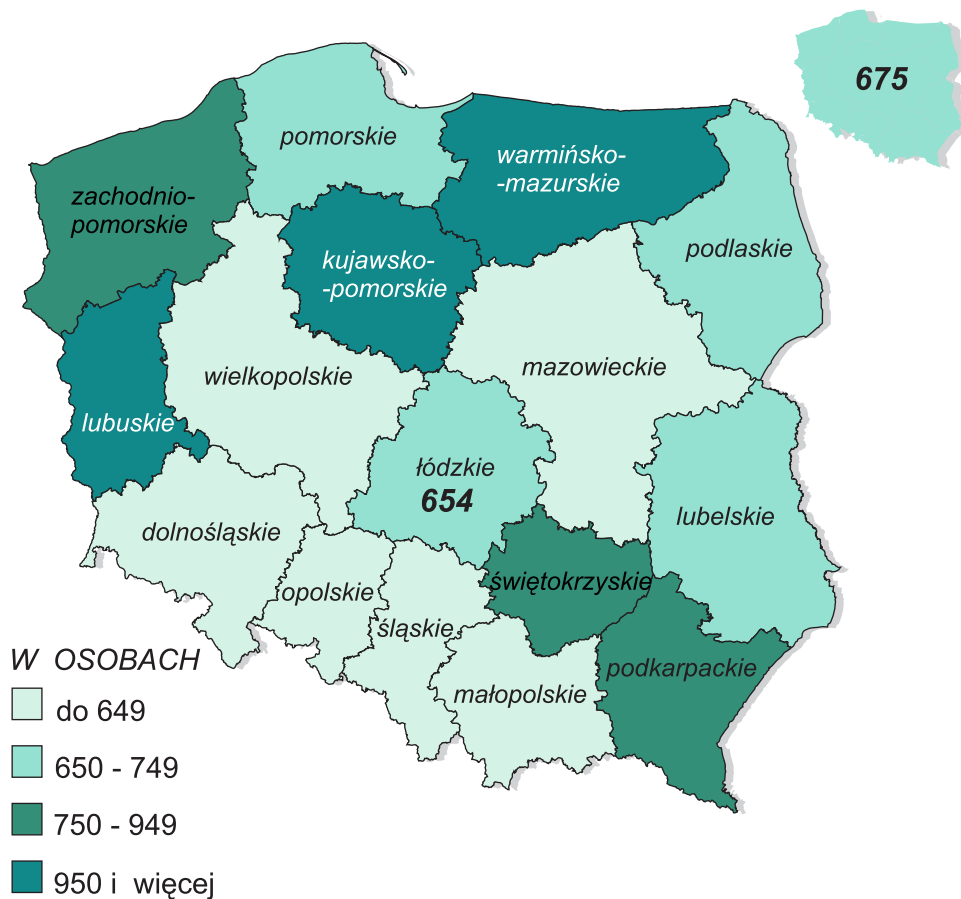 675
pomorskie
warmińsko-
-mazurskie
zachodnio-
pomorskie
podlaskie
kujawsko-
-pomorskie
mazowieckie
wielkopolskie
lubuskie
łódzkie
654
lubelskie
dolnośląskie
świętokrzyskie
opolskie
śląskie
podkarpackie
małopolskie
W OSOBACH
do 649
650 - 749
750 - 949
950 i więcej